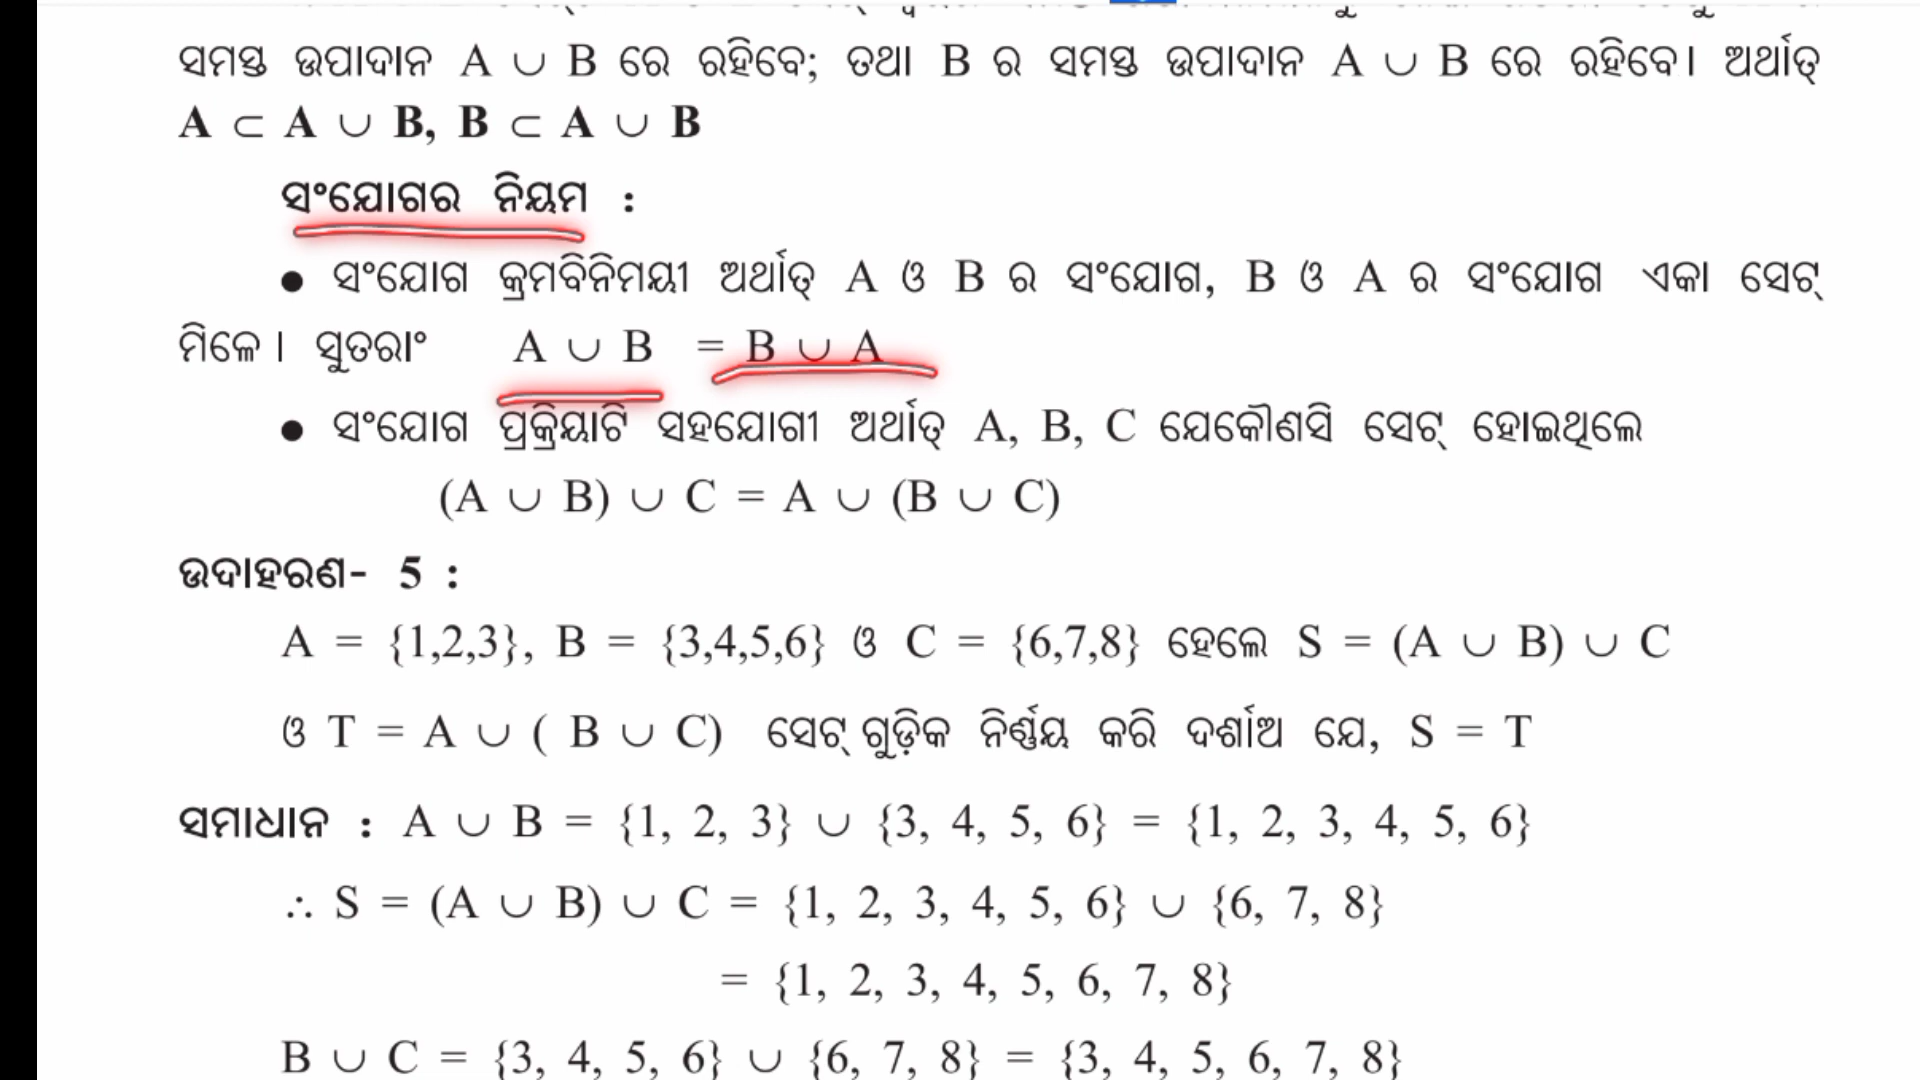 ସମସ୍ତ ଉପାଦାନ A ∪ B ରେ ରହିବେ; ତଥା B ର ସମସ୍ତ ଉପାଦାନ A ∪ B ରେ ରହିବେ। ଅର୍ଥାତ୍
A ⊂ A ∪ B, B ⊂ A ∪ B
ସଂଯୋଗର ନିୟମ :
● ସଂଯୋଗ କ୍ରମବିନିମୟୀ ଅର୍ଥାତ୍ A ଓ B ର ସଂଯୋଗ, B ଓ A ର ସଂଯୋଗ ଏକା ସେଟ୍
ମିଳେ। ସୁତରାଂ A ∪ B = B ∪ A
● ସଂଯୋଗ ପ୍ରକ୍ରିୟାଟି ସହଯୋଗୀ ଅର୍ଥାତ୍ A, B, C ଯେକୌଣସି ସେଟ୍ ହୋଇଥିଲେ
(A ∪ B) ∪ C = A ∪ (B ∪ C)
ଉଦାହରଣ- 5 :
A = {1,2,3}, B = {3,4,5,6} ଓ C = {6,7,8} ହେଲେ S = (A ∪ B) ∪ C
ଓ T = A ∪ ( B ∪ C) ସେଟ୍ ଗୁଡ଼ିକ ନିର୍ଣ୍ଣୟ କରି ଦର୍ଶାଅ ଯେ, S = T
ସମାଧାନ : A ∪ B = {1, 2, 3} ∪ {3, 4, 5, 6} = {1, 2, 3, 4, 5, 6}
∴ S = (A ∪ B) ∪ C = {1, 2, 3, 4, 5, 6} ∪ {6, 7, 8}
= {1, 2, 3, 4, 5, 6, 7, 8}
B ∪ C = {3, 4, 5, 6} ∪ {6, 7, 8} = {3, 4, 5, 6, 7, 8}